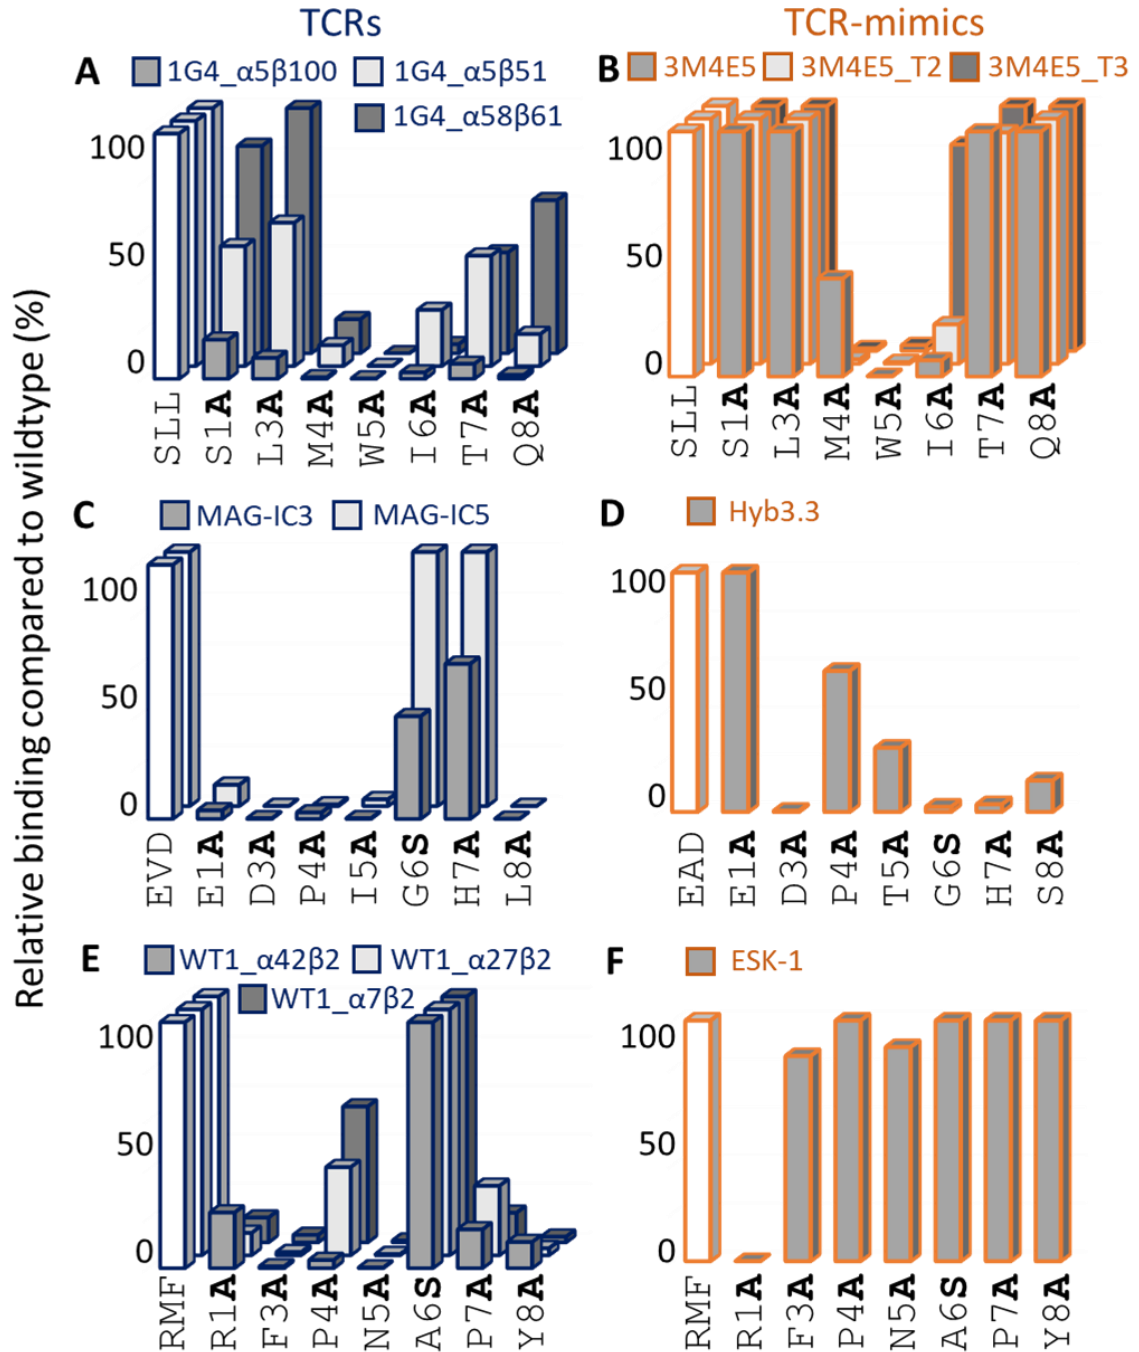 TCRs
TCR-mimics
Relative binding compared to wildtype (%)
A
1G4_α5β100
1G4_α5β51
1G4_α58β61
100
50
0
SLL
S1A
L3A
M4A
W5A
I6A
T7A
Q8A
B
3M4E5
3M4E5_T2
3M4E5_T3
100
50
0
SLL
S1A
L3A
M4A
W5A
I6A
T7A
Q8A
C
MAG-IC3
MAG-IC5
100
50
0
EVD
E1A
D3A
P4A
I5A
G6S
H7A
L8A
D
Hyb3.3
100
50
0
EAD
E1A
D3A
P4A
T5A
G6S
H7A
S8A
E
WT1_α42β2
WT1_α27β2
WT1_α7β2
100
50
0
RMF
R1A
F3A
P4A
N5A
A6S
P7A
Y8A
F
ESK-1
100
50
0
RMF
R1A
F3A
P4A
N5A
A6S
P7A
Y8A